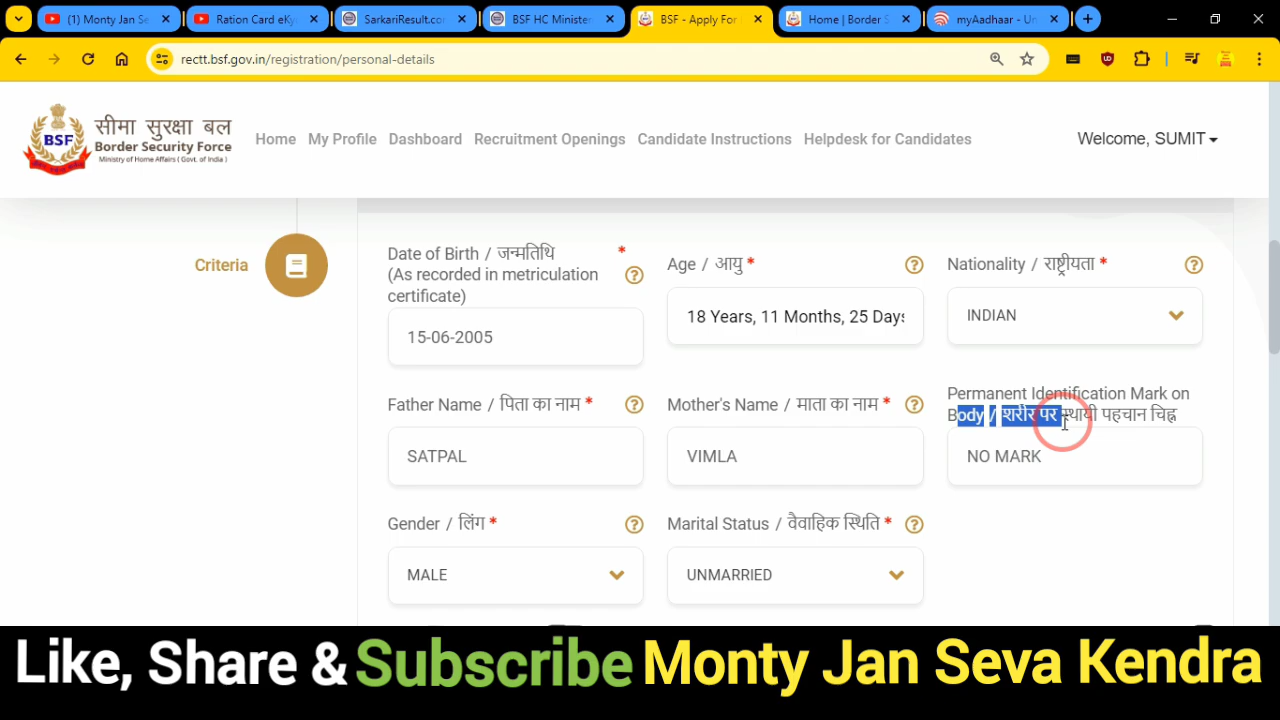 (1) Monty Jan Se
Ration Card eKy
SarkariResult.co
BSF HC Minister
BSF - Apply For
Home | Border S
myAadhaar - Un
rectt.bsf.gov.in/registration/personal-details
BSF
सीमा सुरक्षा बल
Border Security Force
Ministry of Home Affairs ( Govt. of India )
Home My Profile Dashboard Recruitment Openings Candidate Instructions Helpdesk for Candidates
Welcome, SUMIT
Criteria
Date of Birth / जन्मतिथि *
(As recorded in metriculation
certificate)
15-06-2005
Age / आयु *
18 Years, 11 Months, 25 Days
Nationality / राष्ट्रीयता *
INDIAN
Father Name / पिता का नाम *
SATPAL
Mother's Name / माता का नाम *
VIMLA
Permanent Identification Mark on
Body / शरीर पर स्थायी पहचान चिह्न
NO MARK
Gender / लिंग *
MALE
Marital Status / वैवाहिक स्थिति *
UNMARRIED
Like, Share & Subscribe Monty Jan Seva Kendra